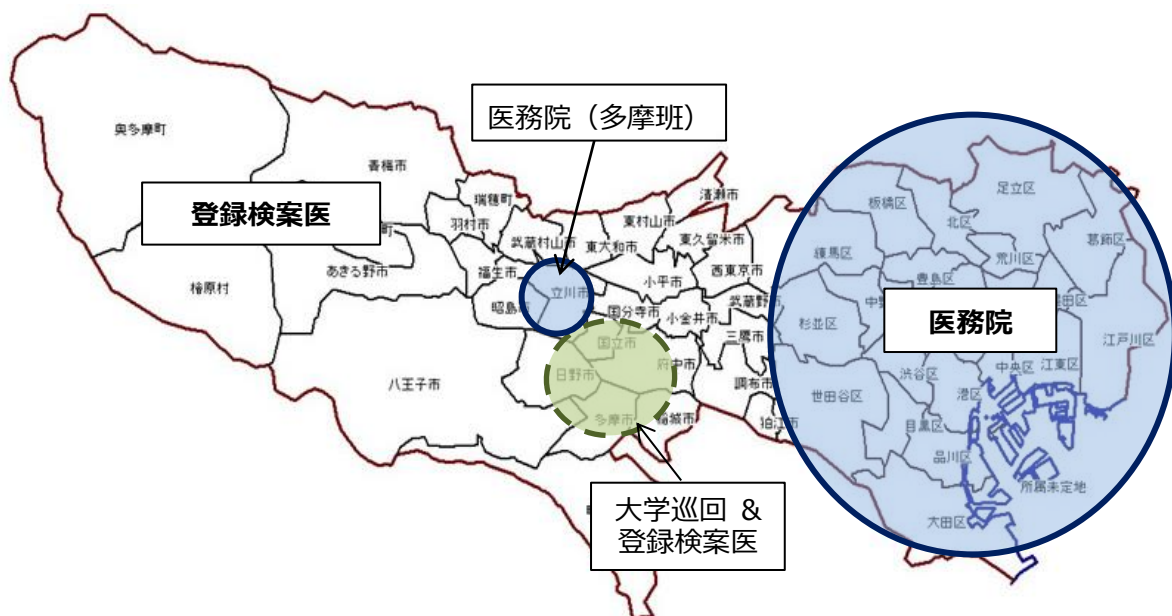 医務院（多摩班）
奥多摩町
足立区
青梅市
板橋区
北区
瑞穂町
清瀬市
登録検案医
羽村市
東村山市
葛飾区
武蔵村山市
東大和市
東久留米市
町
練馬区
荒川区
あきる野市
福生市
小平市
西東京市
豊島区
檜原村
昭島市
立川市
国分寺市
武蔵野市
小金井市
杉並区
医務院
三鷹市
江戸川区
国立市
八王子市
日野市
府中市
調布市
世田谷区
渋谷区
港区
中央区
江東区
多摩市
稲城市
狛江市
目黒区
品川区
所属未定地
大学巡回 &
登録検案医
大田区